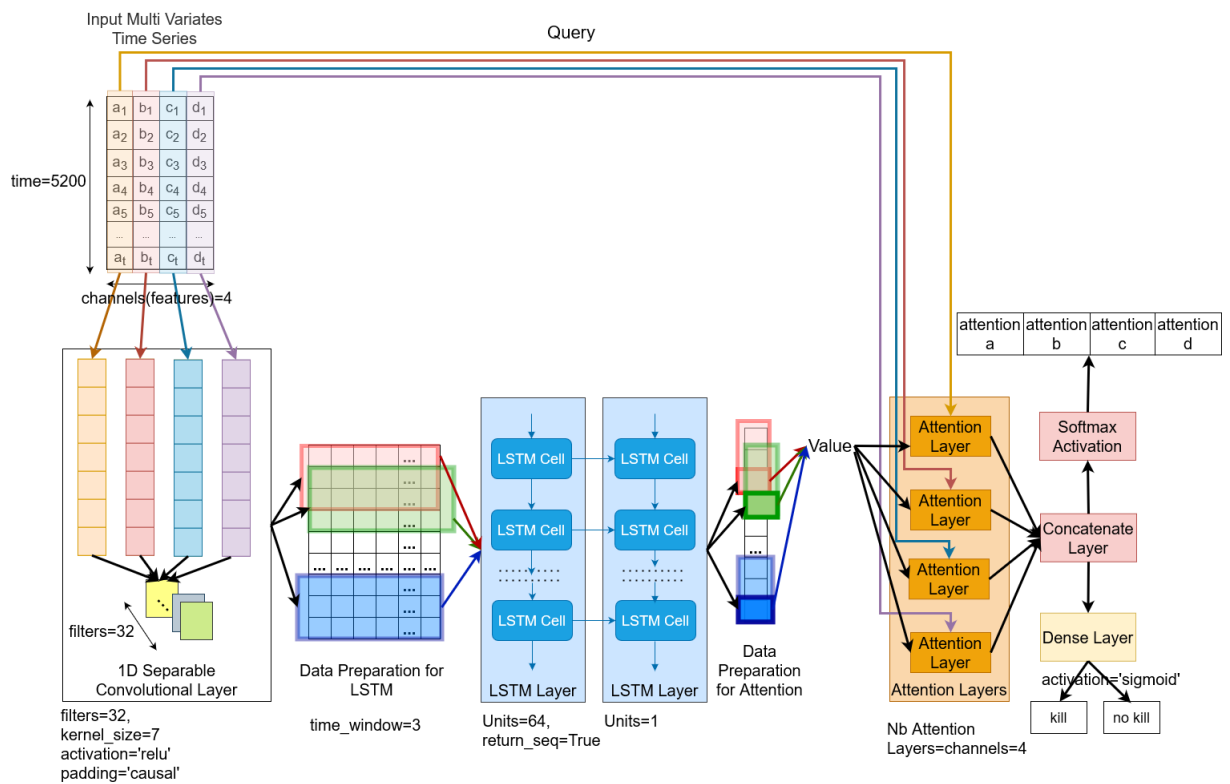 Input Multi Variates
Time Series
Query
a1 b1 c1 d1
a2 b2 c2 d2
a3 b3 c3 d3
time=5200
a4 b4 c4 d4
a5 b5 c5 d5
... ... ... ...
at bt ct dt
channels(features)=4
filters=32
1D Separable
Convolutional Layer
filters=32,
kernel_size=7
activation='relu'
padding='causal'
...
...
...
...
... ... ... ... ... ...
...
...
...
Data Preparation for
LSTM
time_window=3
LSTM Cell
LSTM Cell
LSTM Cell
LSTM Layer
Units=64,
return_seq=True
LSTM Cell
LSTM Cell
LSTM Cell
LSTM Layer
Units=1
...
Data
Preparation
for Attention
Value
Attention
Layer
Attention
Layer
Attention
Layer
Attention
Layer
Attention Layers
Nb Attention
Layers=channels=4
attention
a
attention
b
attention
c
attention
d
Softmax
Activation
Concatenate
Layer
Dense Layer
activation='sigmoid'
kill
no kill